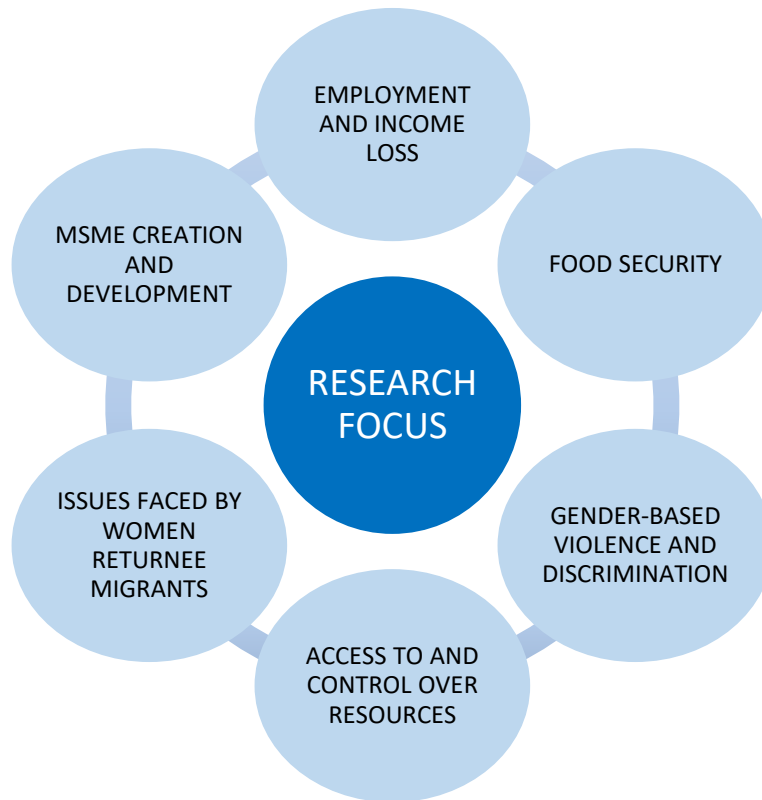 EMPLOYMENT
AND INCOME
LOSS
FOOD SECURITY
GENDER-BASED
VIOLENCE AND
DISCRIMINATION
ACCESS TO AND
CONTROL OVER
RESOURCES
ISSUES FACED BY
WOMEN
RETURNEE
MIGRANTS
MSME CREATION
AND
DEVELOPMENT
RESEARCH
FOCUS